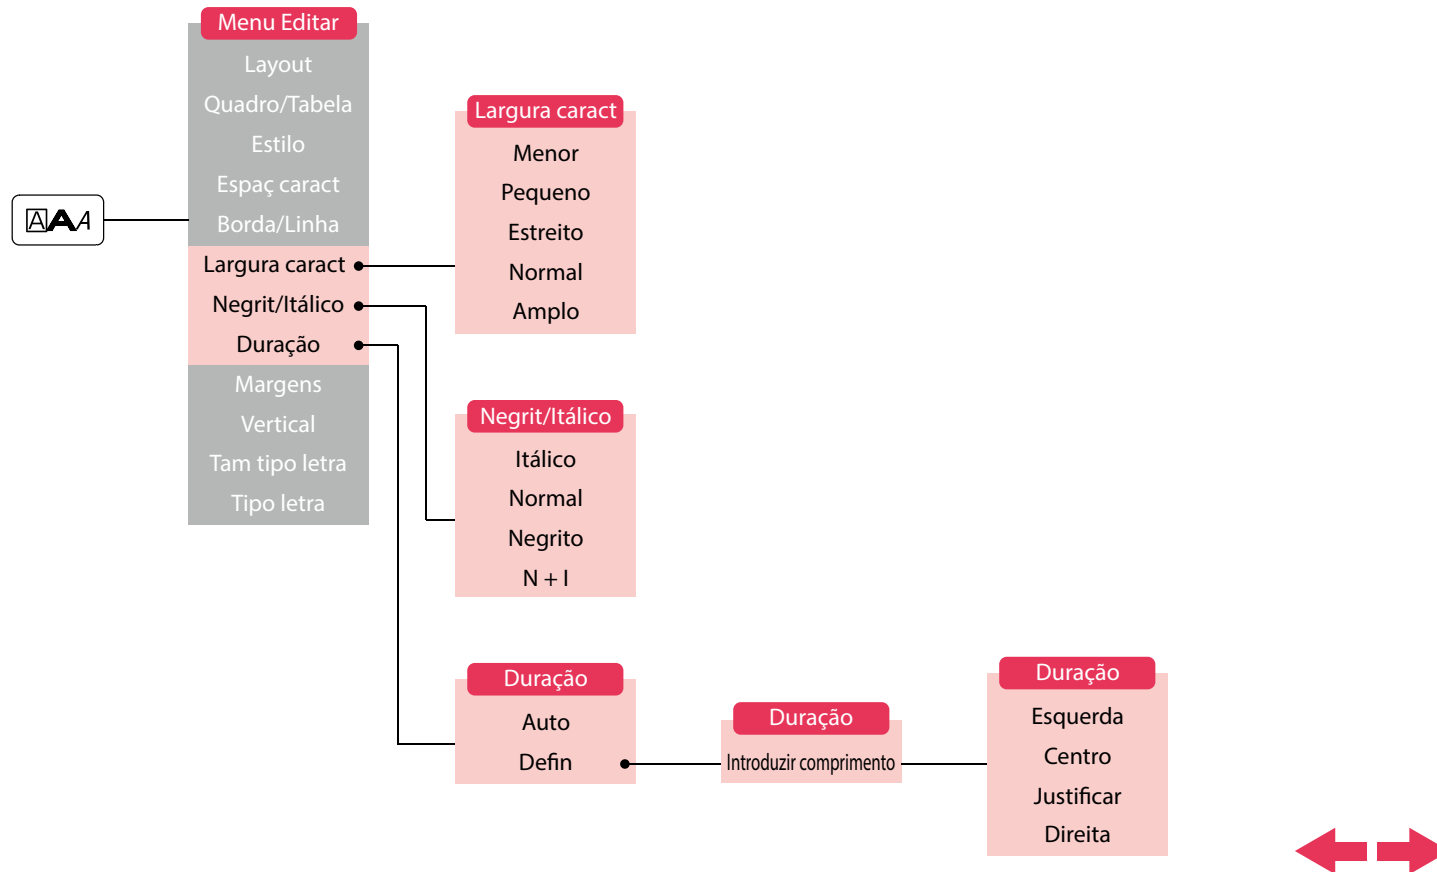 AAA
Menu Editar
Layout
Quadro/Tabela
Estilo
Espaç caract
Borda/Linha
Largura caract
Negrit/Itálico
Duração
Margens
Vertical
Tam tipo letra
Tipo letra
Largura caract
Menor
Pequeno
Estreito
Normal
Amplo
Negrit/Itálico
Itálico
Normal
Negrito
N + I
Duração
Auto
Defin
Duração
Introduzir comprimento
Duração
Esquerda
Centro
Justificar
Direita